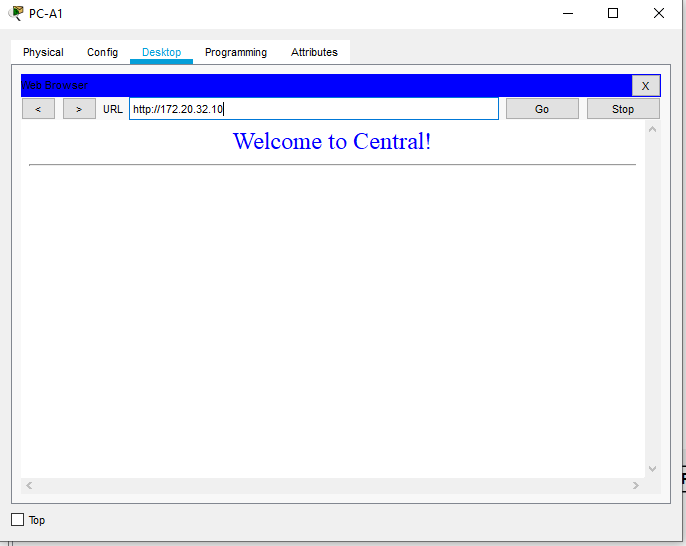 PC-A1
Physical Config Desktop Programming Attributes
Web Browser
X
< > URL http://172.20.32.10 Go Stop
Welcome to Central!
Top